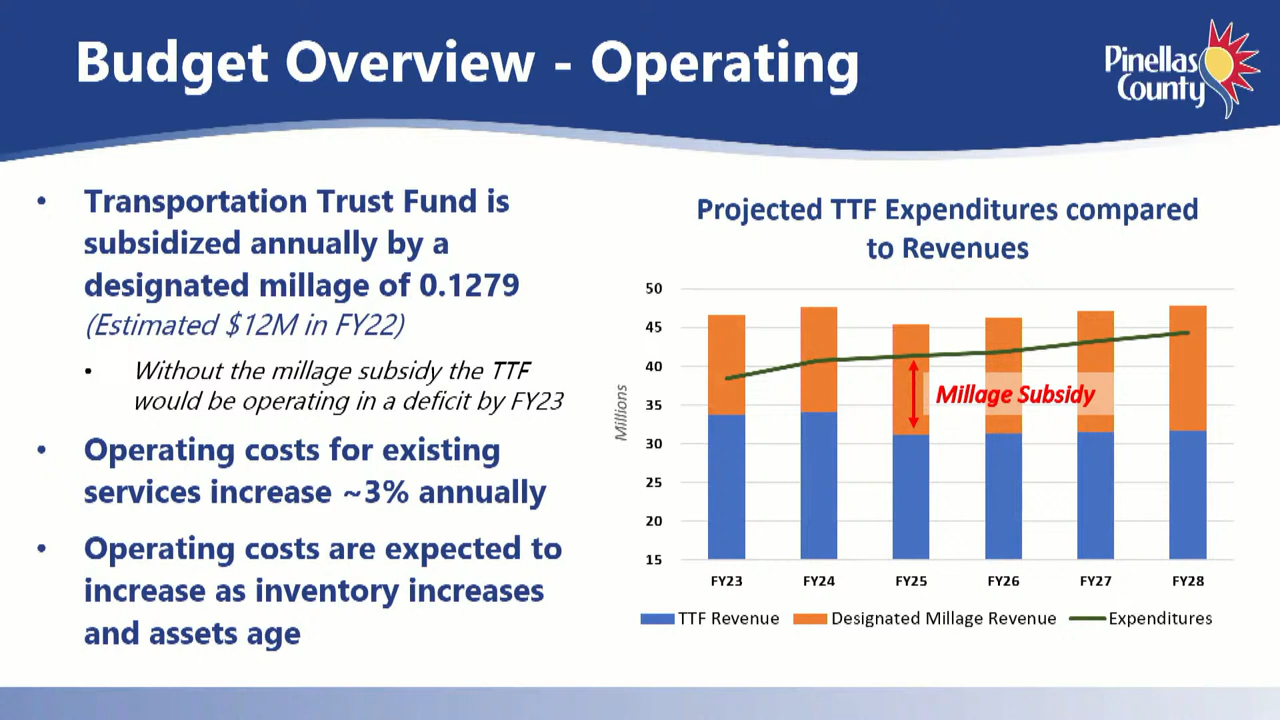 Budget Overview - Operating
Pinellas
County
• Transportation Trust Fund is
subsidized annually by a
designated millage of 0.1279
(Estimated $12M in FY22)
• Without the millage subsidy the TTF
would be operating in a deficit by FY23
• Operating costs for existing
services increase ~3% annually
• Operating costs are expected to
increase as inventory increases
and assets age
Projected TTF Expenditures compared
to Revenues
Millions
50
45
40
35
30
25
20
15
Millage Subsidy
FY23 FY24 FY25 FY26 FY27 FY28
TTF Revenue Designated Millage Revenue Expenditures